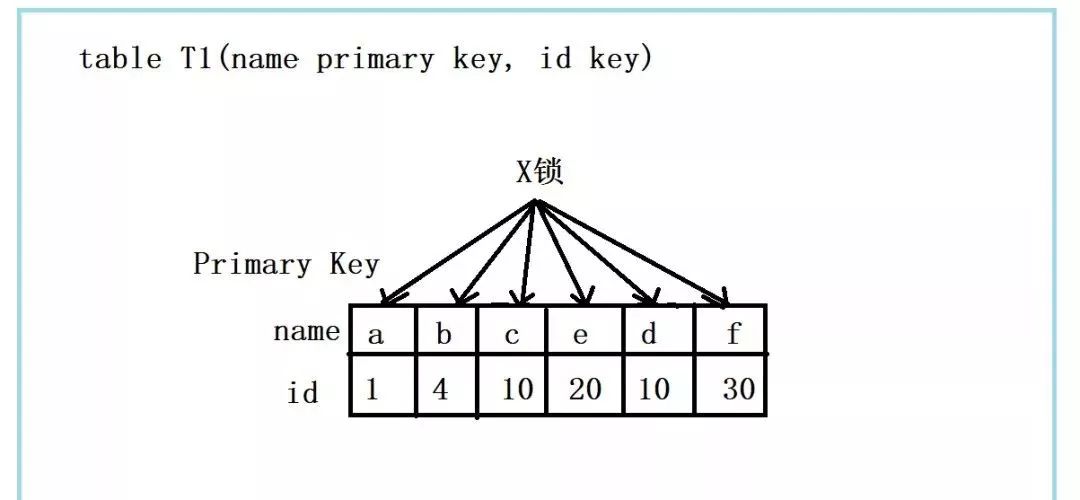 table T1(name primary key, id key)
X锁
Primary Key
name a b c e d f
id 1 4 10 20 10 30